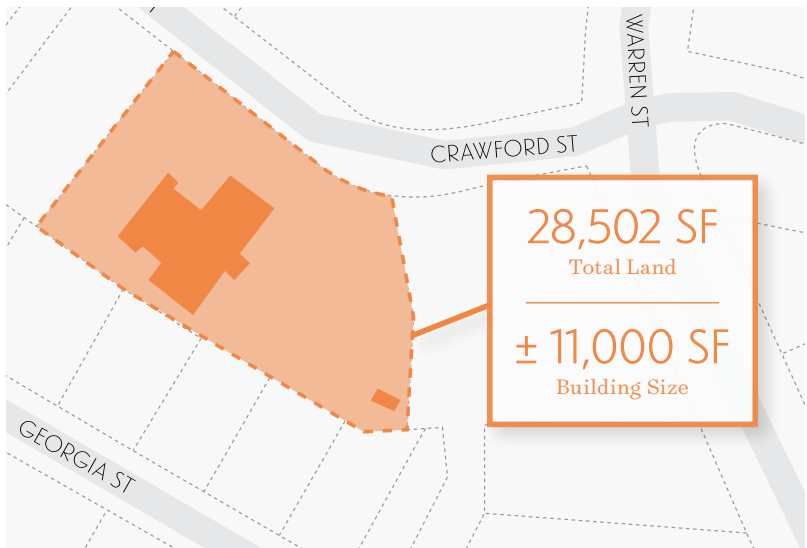 WARREN ST
CRAWFORD ST
28,502 SF
Total Land
± 11,000 SF
Building Size
GEORGIA ST